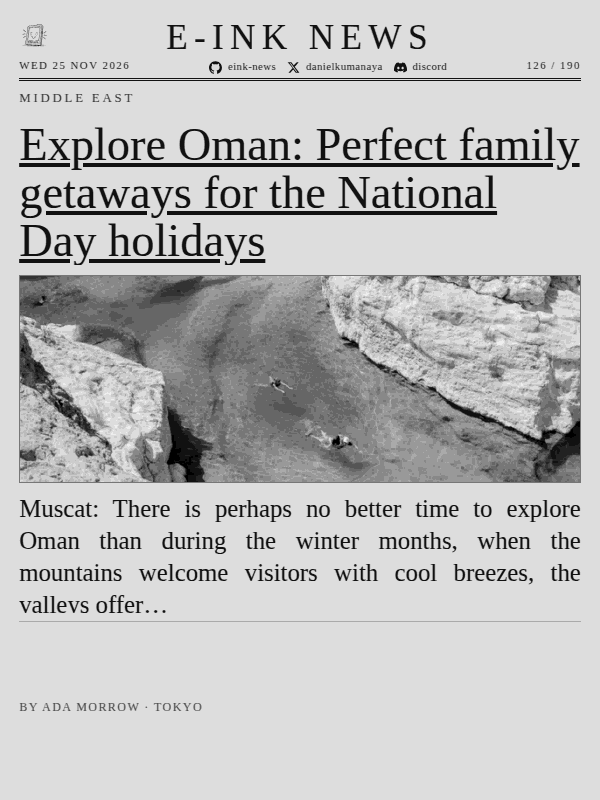 E-INK NEWS
WED 25 NOV 2026
eink-news danielkumanaya discord
126 / 190
MIDDLE EAST
Explore Oman: Perfect family
getaways for the National
Day holidays
Muscat: There is perhaps no better time to explore
Oman than during the winter months, when the
mountains welcome visitors with cool breezes, the
valleys offer…
BY ADA MORROW · TOKYO